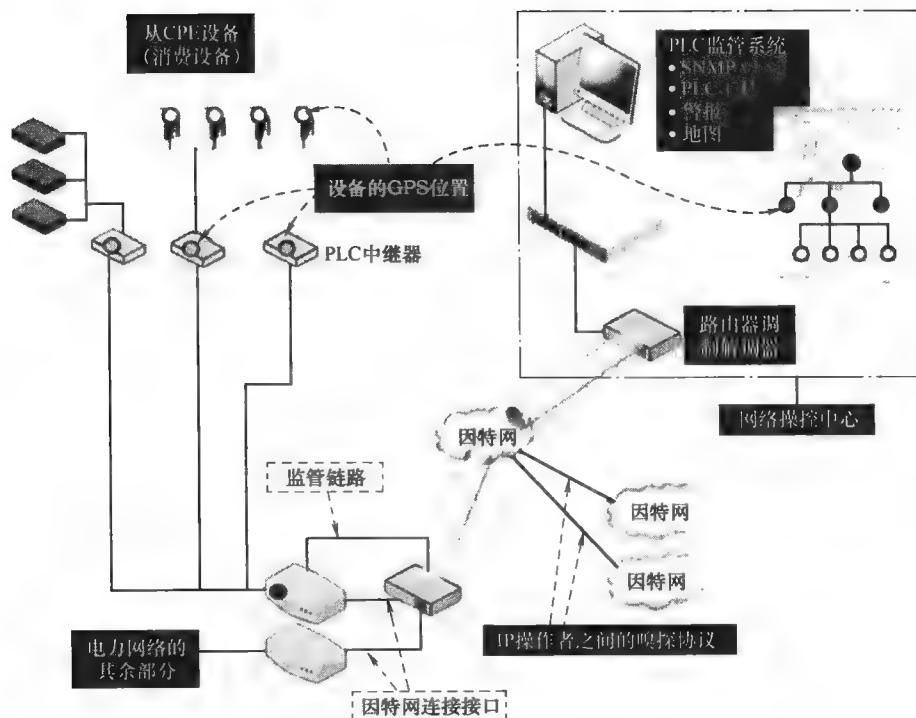 从CPE设备
(消费设备)
PLC监管系统
• SNMP
• PLC
• 警报
• 地图
设备的GPS位置
PLC中继器
路由器调
制解调器
网络操控中心
因特网
监管链路
因特网
因特网
IP操作者之间的嗅探协议
电力网络的
其余部分
因特网连接接口